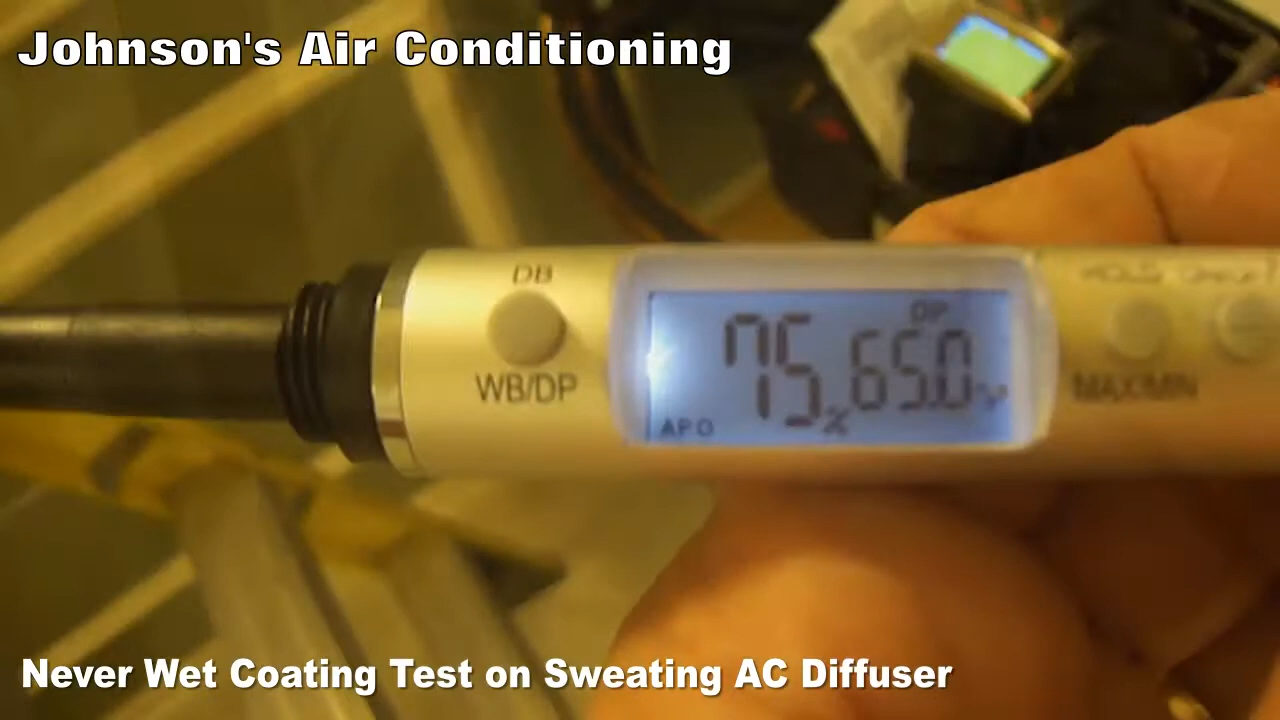 Johnson's Air Conditioning
DB
WB/DP
DP
75% 65.0
APO
MAX/MIN
Never Wet Coating Test on Sweating AC Diffuser